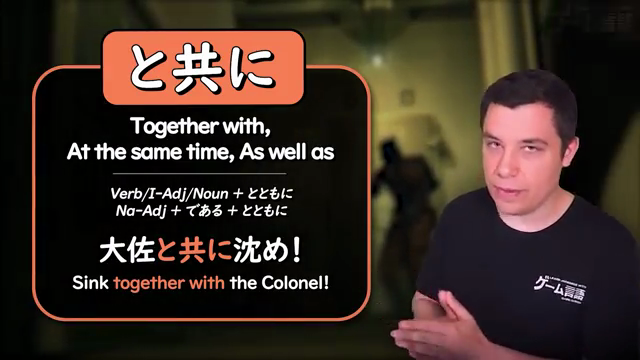 と共に
Together with,
At the same time, As well as
Verb/I-Adj/Noun + とともに
Na-Adj + である + とともに
大佐と共に沈め！
Sink together with the Colonel!
ゲーム言語